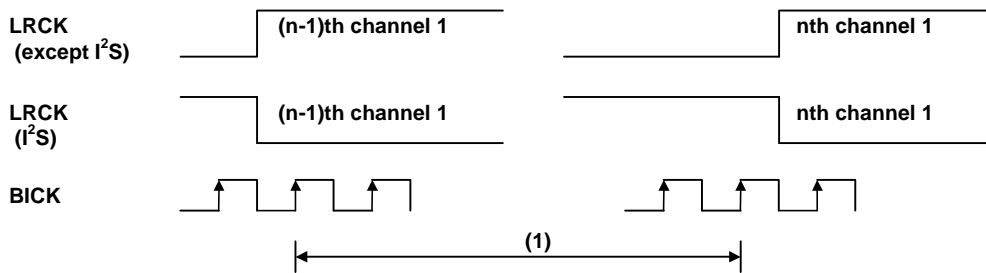 LRCK
(except I²S)
(n-1)th channel 1
nth channel 1
LRCK
(I²S)
(n-1)th channel 1
nth channel 1
BICK
(1)